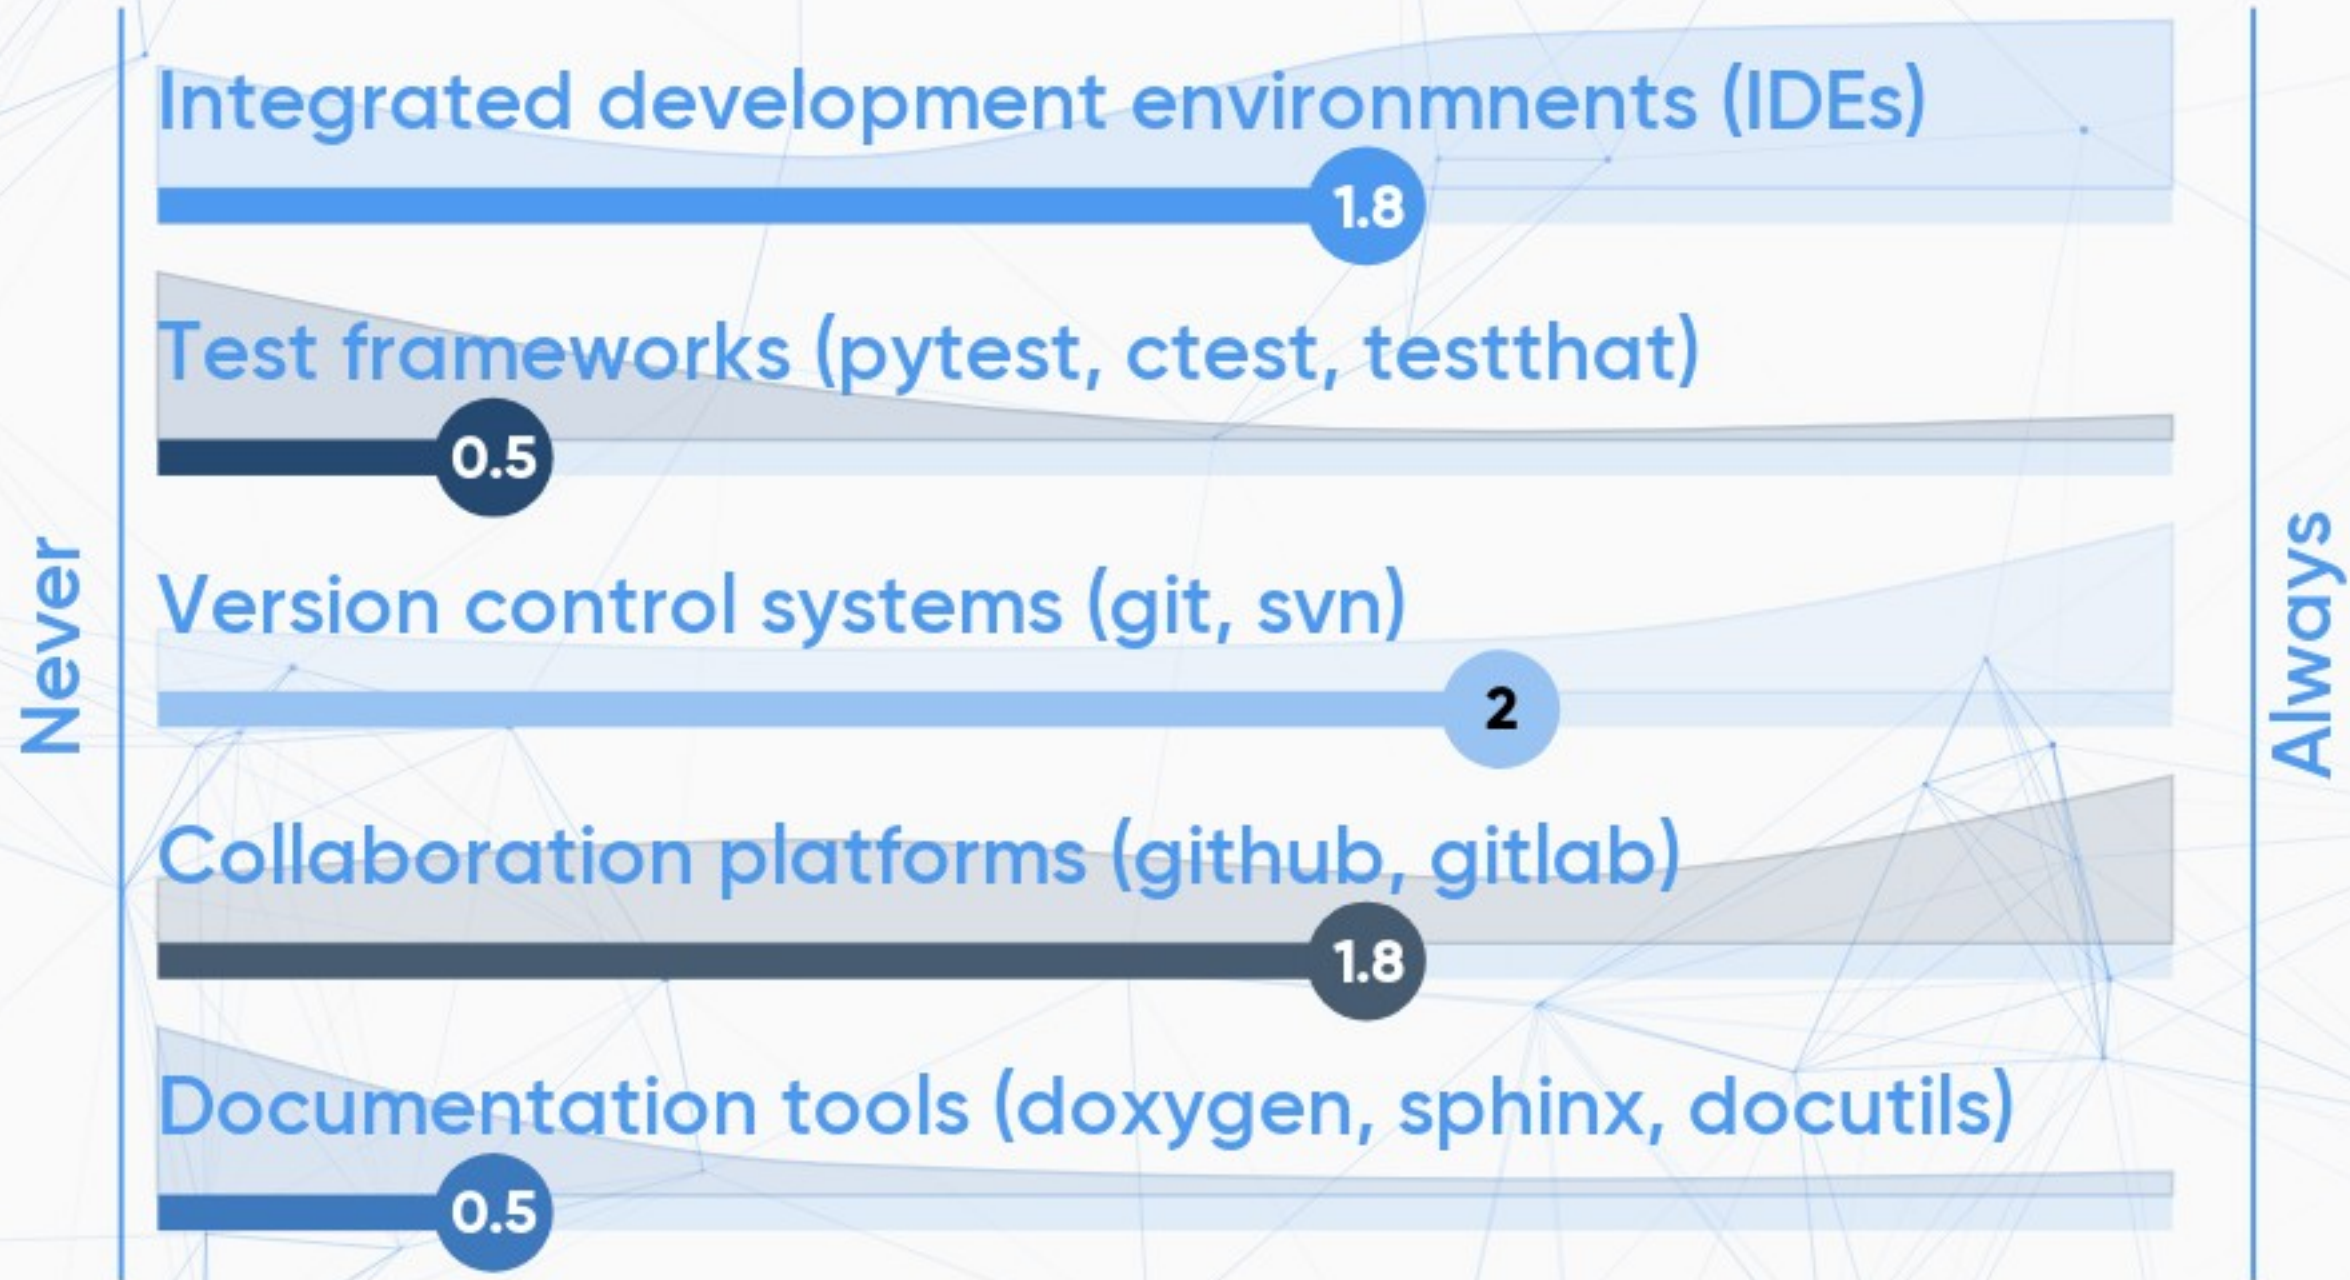 Integrated development environmnents (IDEs)
1.8
Test frameworks (pytest, ctest, testthat)
0.5
Never
Version control systems (git, svn)
2
Always
Collaboration platforms (github, gitlab)
1.8
Documentation tools (doxygen, sphinx, docutils)
0.5